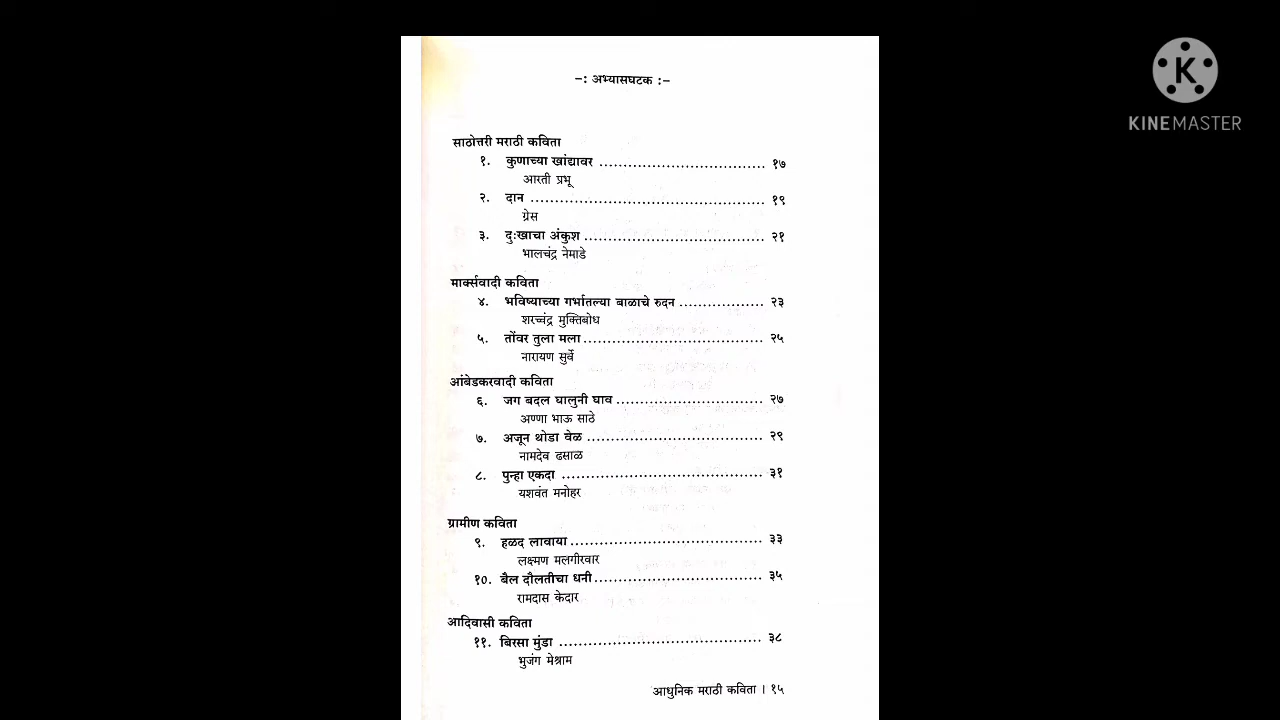 -: अभ्यासघटक :-
साठोत्तरी मराठी कविता
१. कुणाच्या खांद्यावर ................................. १७
आरती प्रभू
२. दान ................................................ १९
ग्रेस
३. दुःखाचा अंकुश .................................... २१
भालचंद्र नेमाडे
मार्क्सवादी कविता
४. भविष्याच्या गर्भातल्या बाळाचे रुदन ................. २३
शरच्चंद्र मुक्तिबोध
५. तोंवर तुला मला .................................... २५
नारायण सुर्वे
आंबेडकरवादी कविता
६. जग बदल घालुनी घाव ............................. २७
अण्णा भाऊ साठे
७. अजून थोडा वेळ ................................... २९
नामदेव ढसाळ
८. पुन्हा एकदा ........................................ ३१
यशवंत मनोहर
ग्रामीण कविता
९. हळद लावाया ...................................... ३३
लक्ष्मण मलगीरवार
१०. बैल दौलतीचा धनी ................................. ३५
रामदास केदार
आदिवासी कविता
११. बिरसा मुंडा ........................................ ३८
भुजंग मेश्राम
आधुनिक मराठी कविता । १५
KINEMASTER